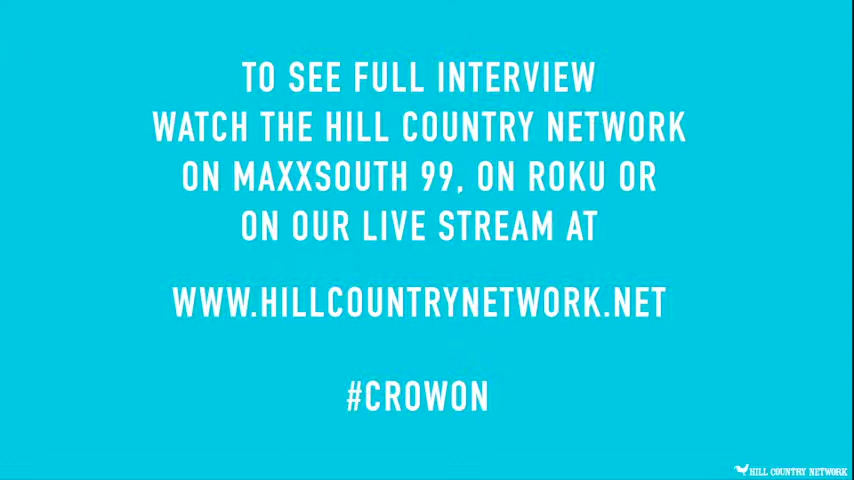 TO SEE FULL INTERVIEW
WATCH THE HILL COUNTRY NETWORK
ON MAXXSOUTH 99, ON ROKU OR
ON OUR LIVE STREAM AT
WWW.HILLCOUNTRYNETWORK.NET
#CROWON
HILL COUNTRY NETWORK